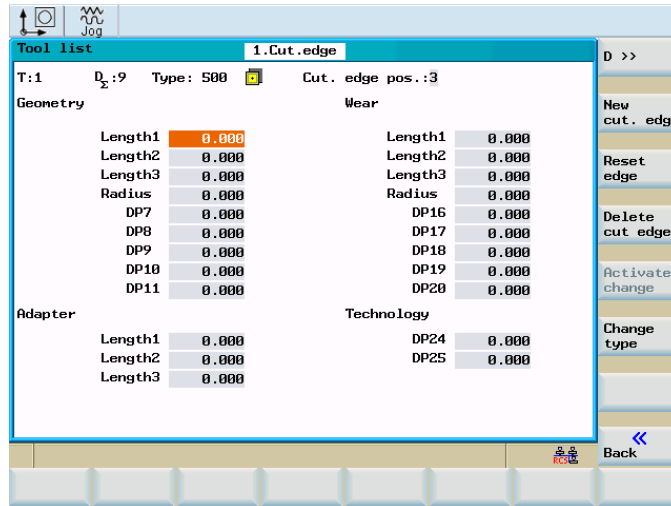 Jog
Tool list 1.Cut.edge
T:1 DΣ:9 Type: 500 Cut. edge pos.:3
Geometry Wear
Length1 0.000 Length1 0.000
Length2 0.000 Length2 0.000
Length3 0.000 Length3 0.000
Radius 0.000 Radius 0.000
DP7 0.000 DP16 0.000
DP8 0.000 DP17 0.000
DP9 0.000 DP18 0.000
DP10 0.000 DP19 0.000
DP11 0.000 DP20 0.000
Adapter Technology
Length1 0.000 DP24 0.000
Length2 0.000 DP25 0.000
Length3 0.000
D >>
New
cut. edg
Reset
edge
Delete
cut edge
Activate
change
Change
type
«
Back
RCS